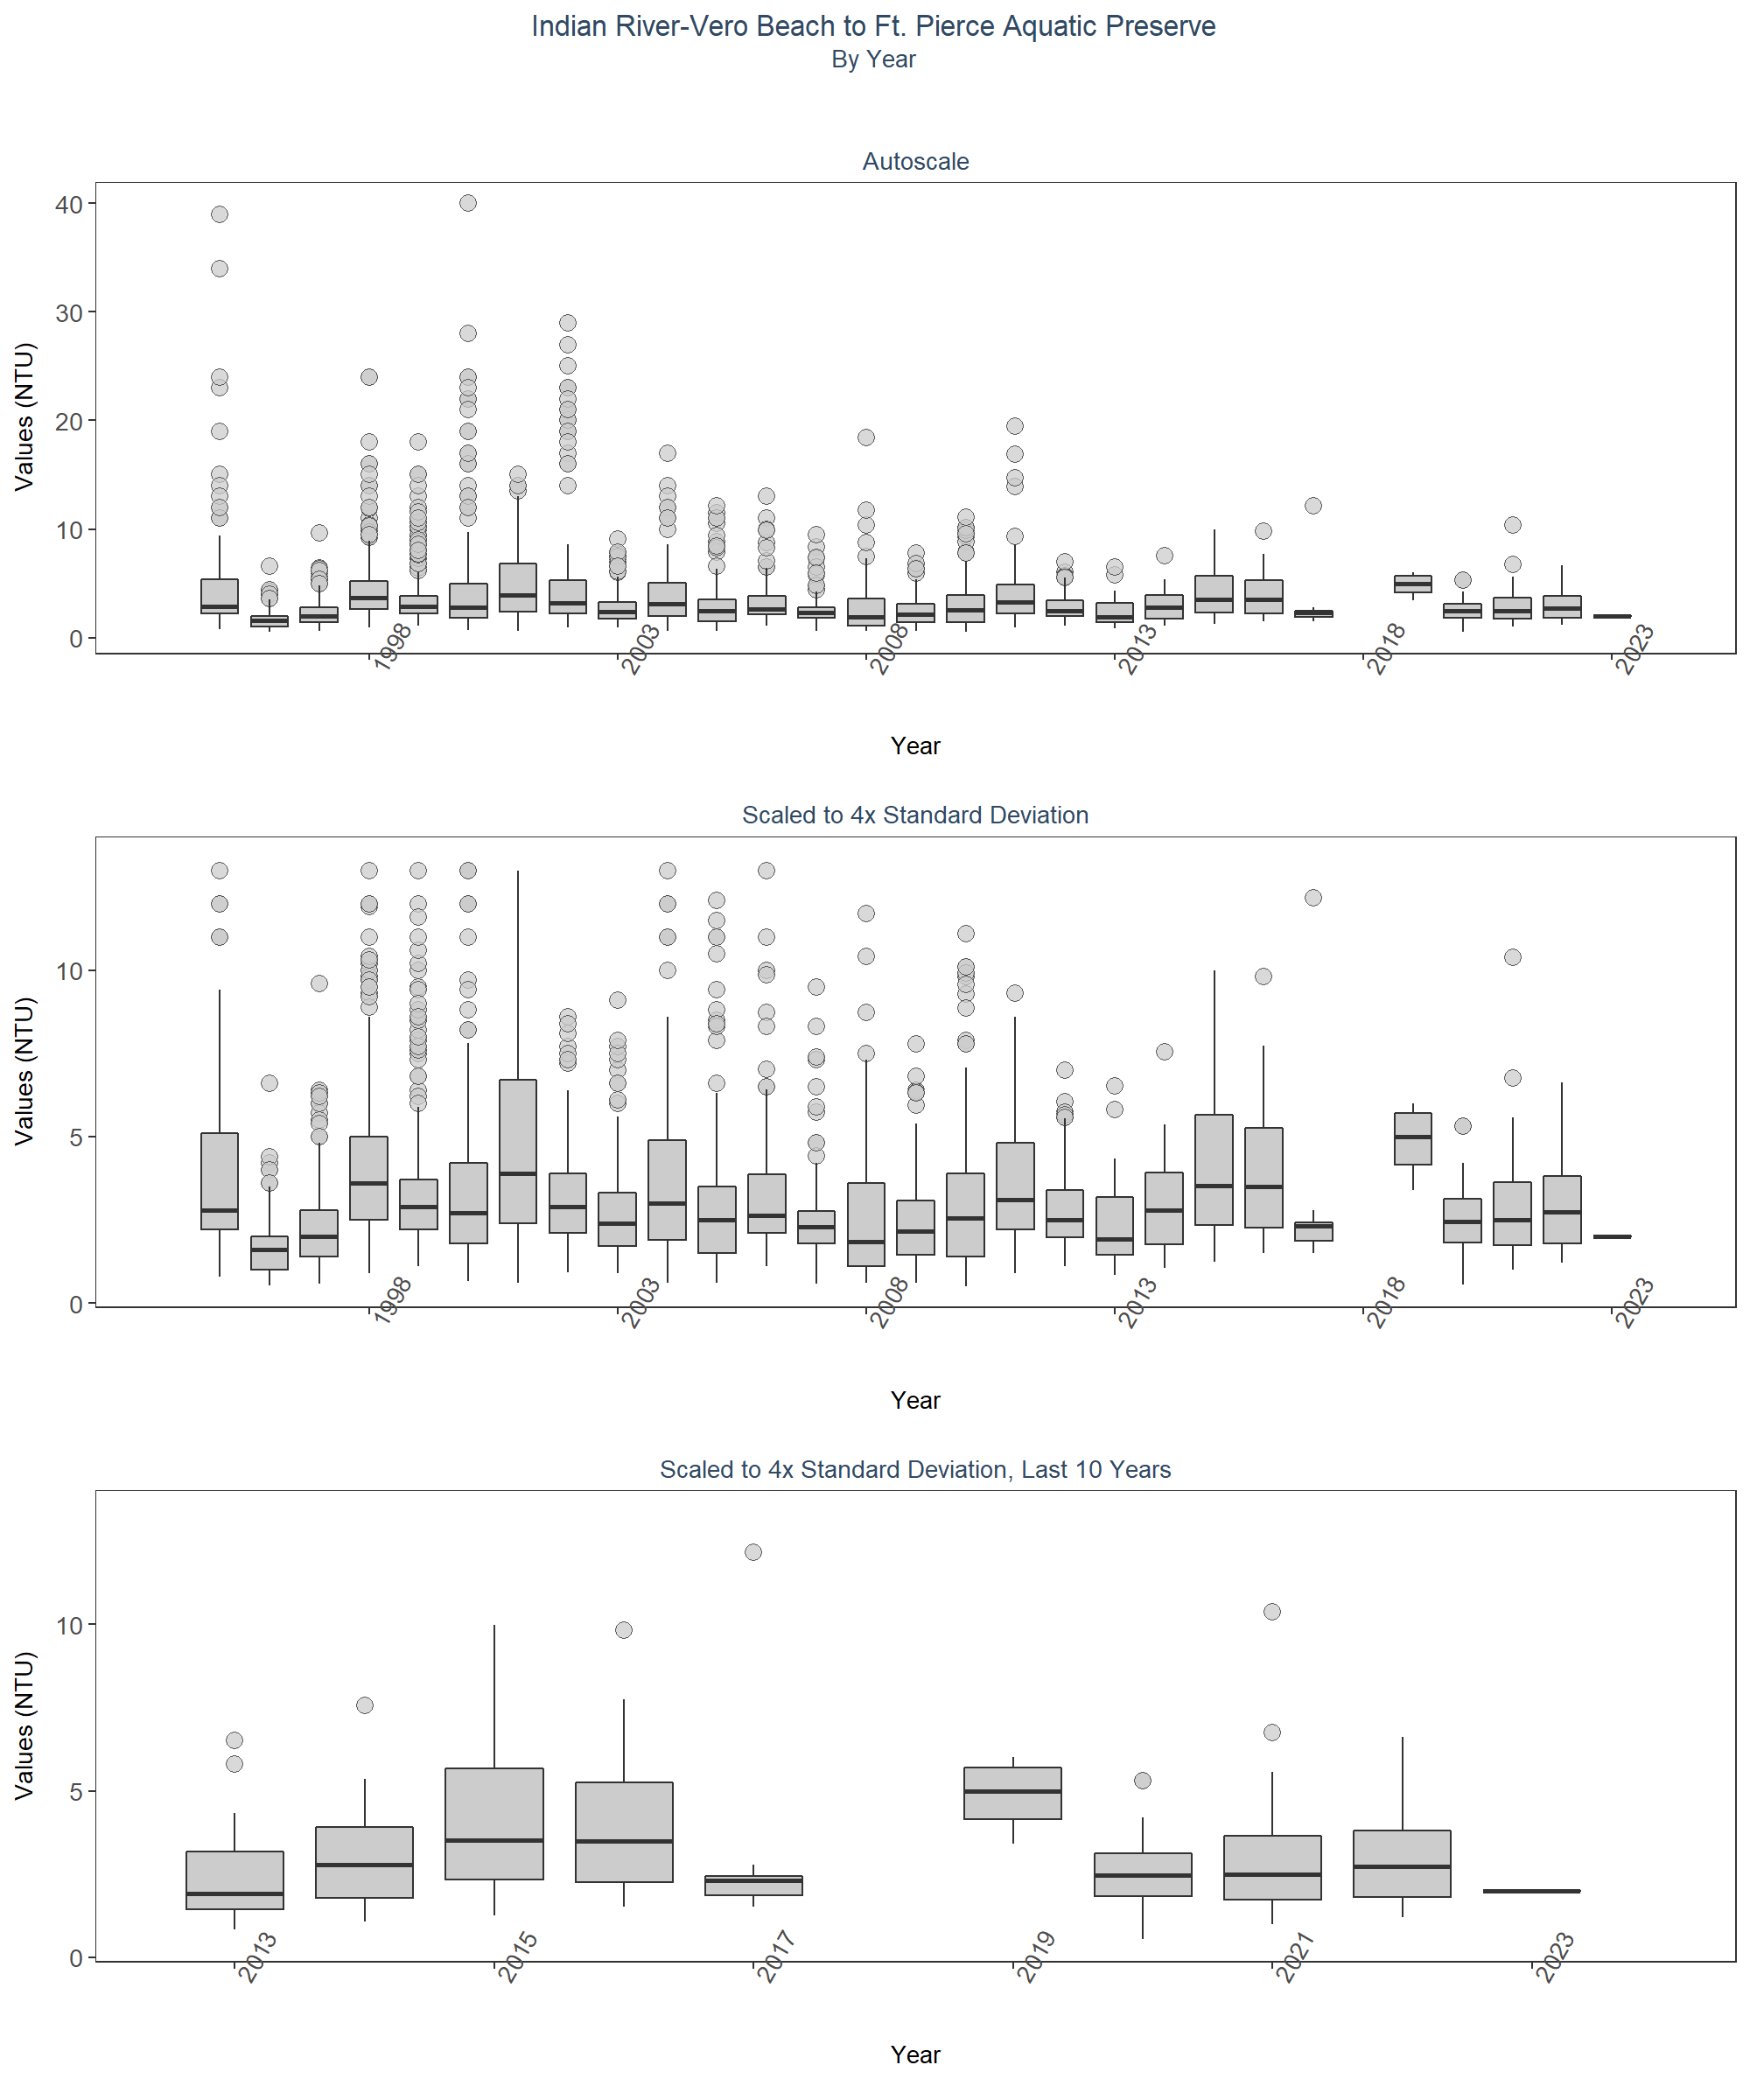 Indian River-Vero Beach to Ft. Pierce Aquatic Preserve
By Year
Autoscale
Values (NTU)
40
30
20
10
0
1998
2003
2008
2013
2018
2023
Year
Scaled to 4x Standard Deviation
Values (NTU)
10
5
0
1998
2003
2008
2013
2018
2023
Year
Scaled to 4x Standard Deviation, Last 10 Years
Values (NTU)
10
5
0
2013
2015
2017
2019
2021
2023
Year